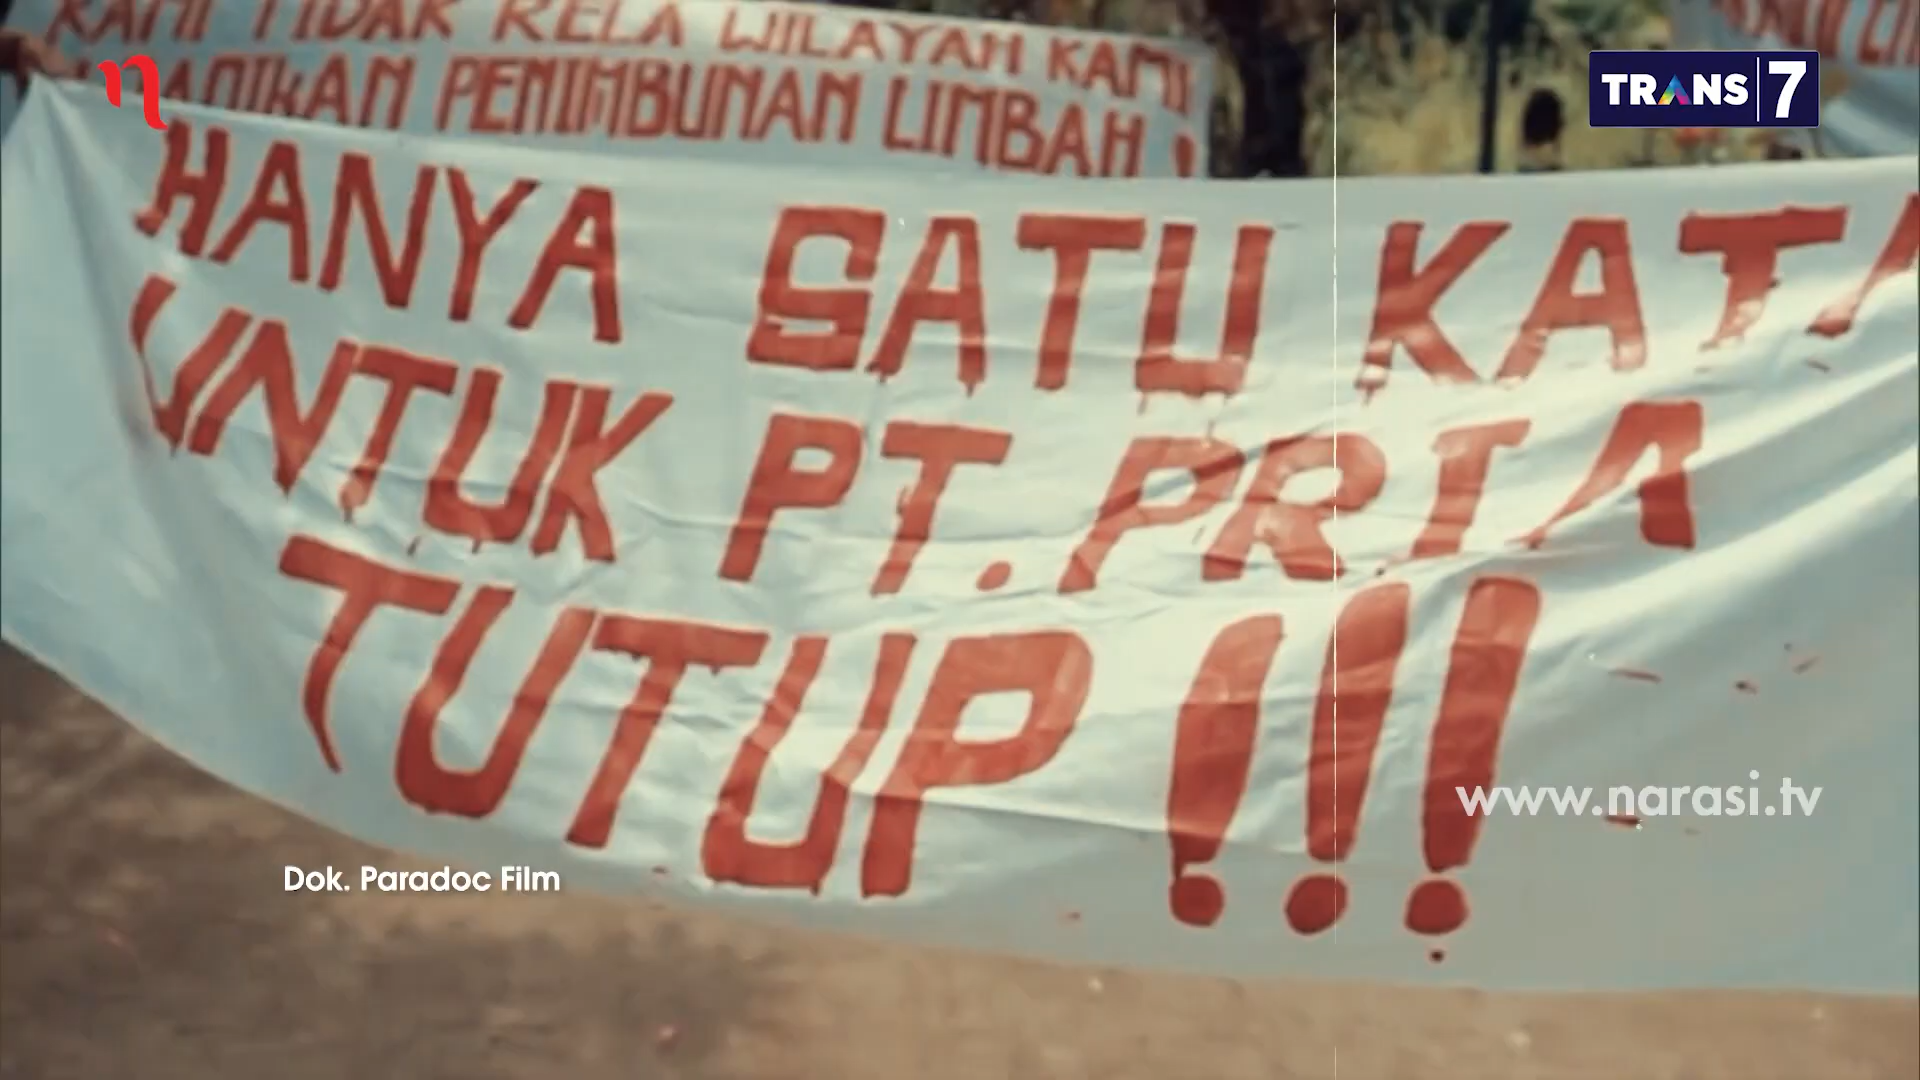 KAMI TIDAK RELA WILAYAH KAMI
PENIMBUNAN LIMBAH !
TRANS 7
HANYA SATU KATA
UNTUK PT. PRIA
TUTUP !!!
www.narasi.tv
Dok. Paradoc Film